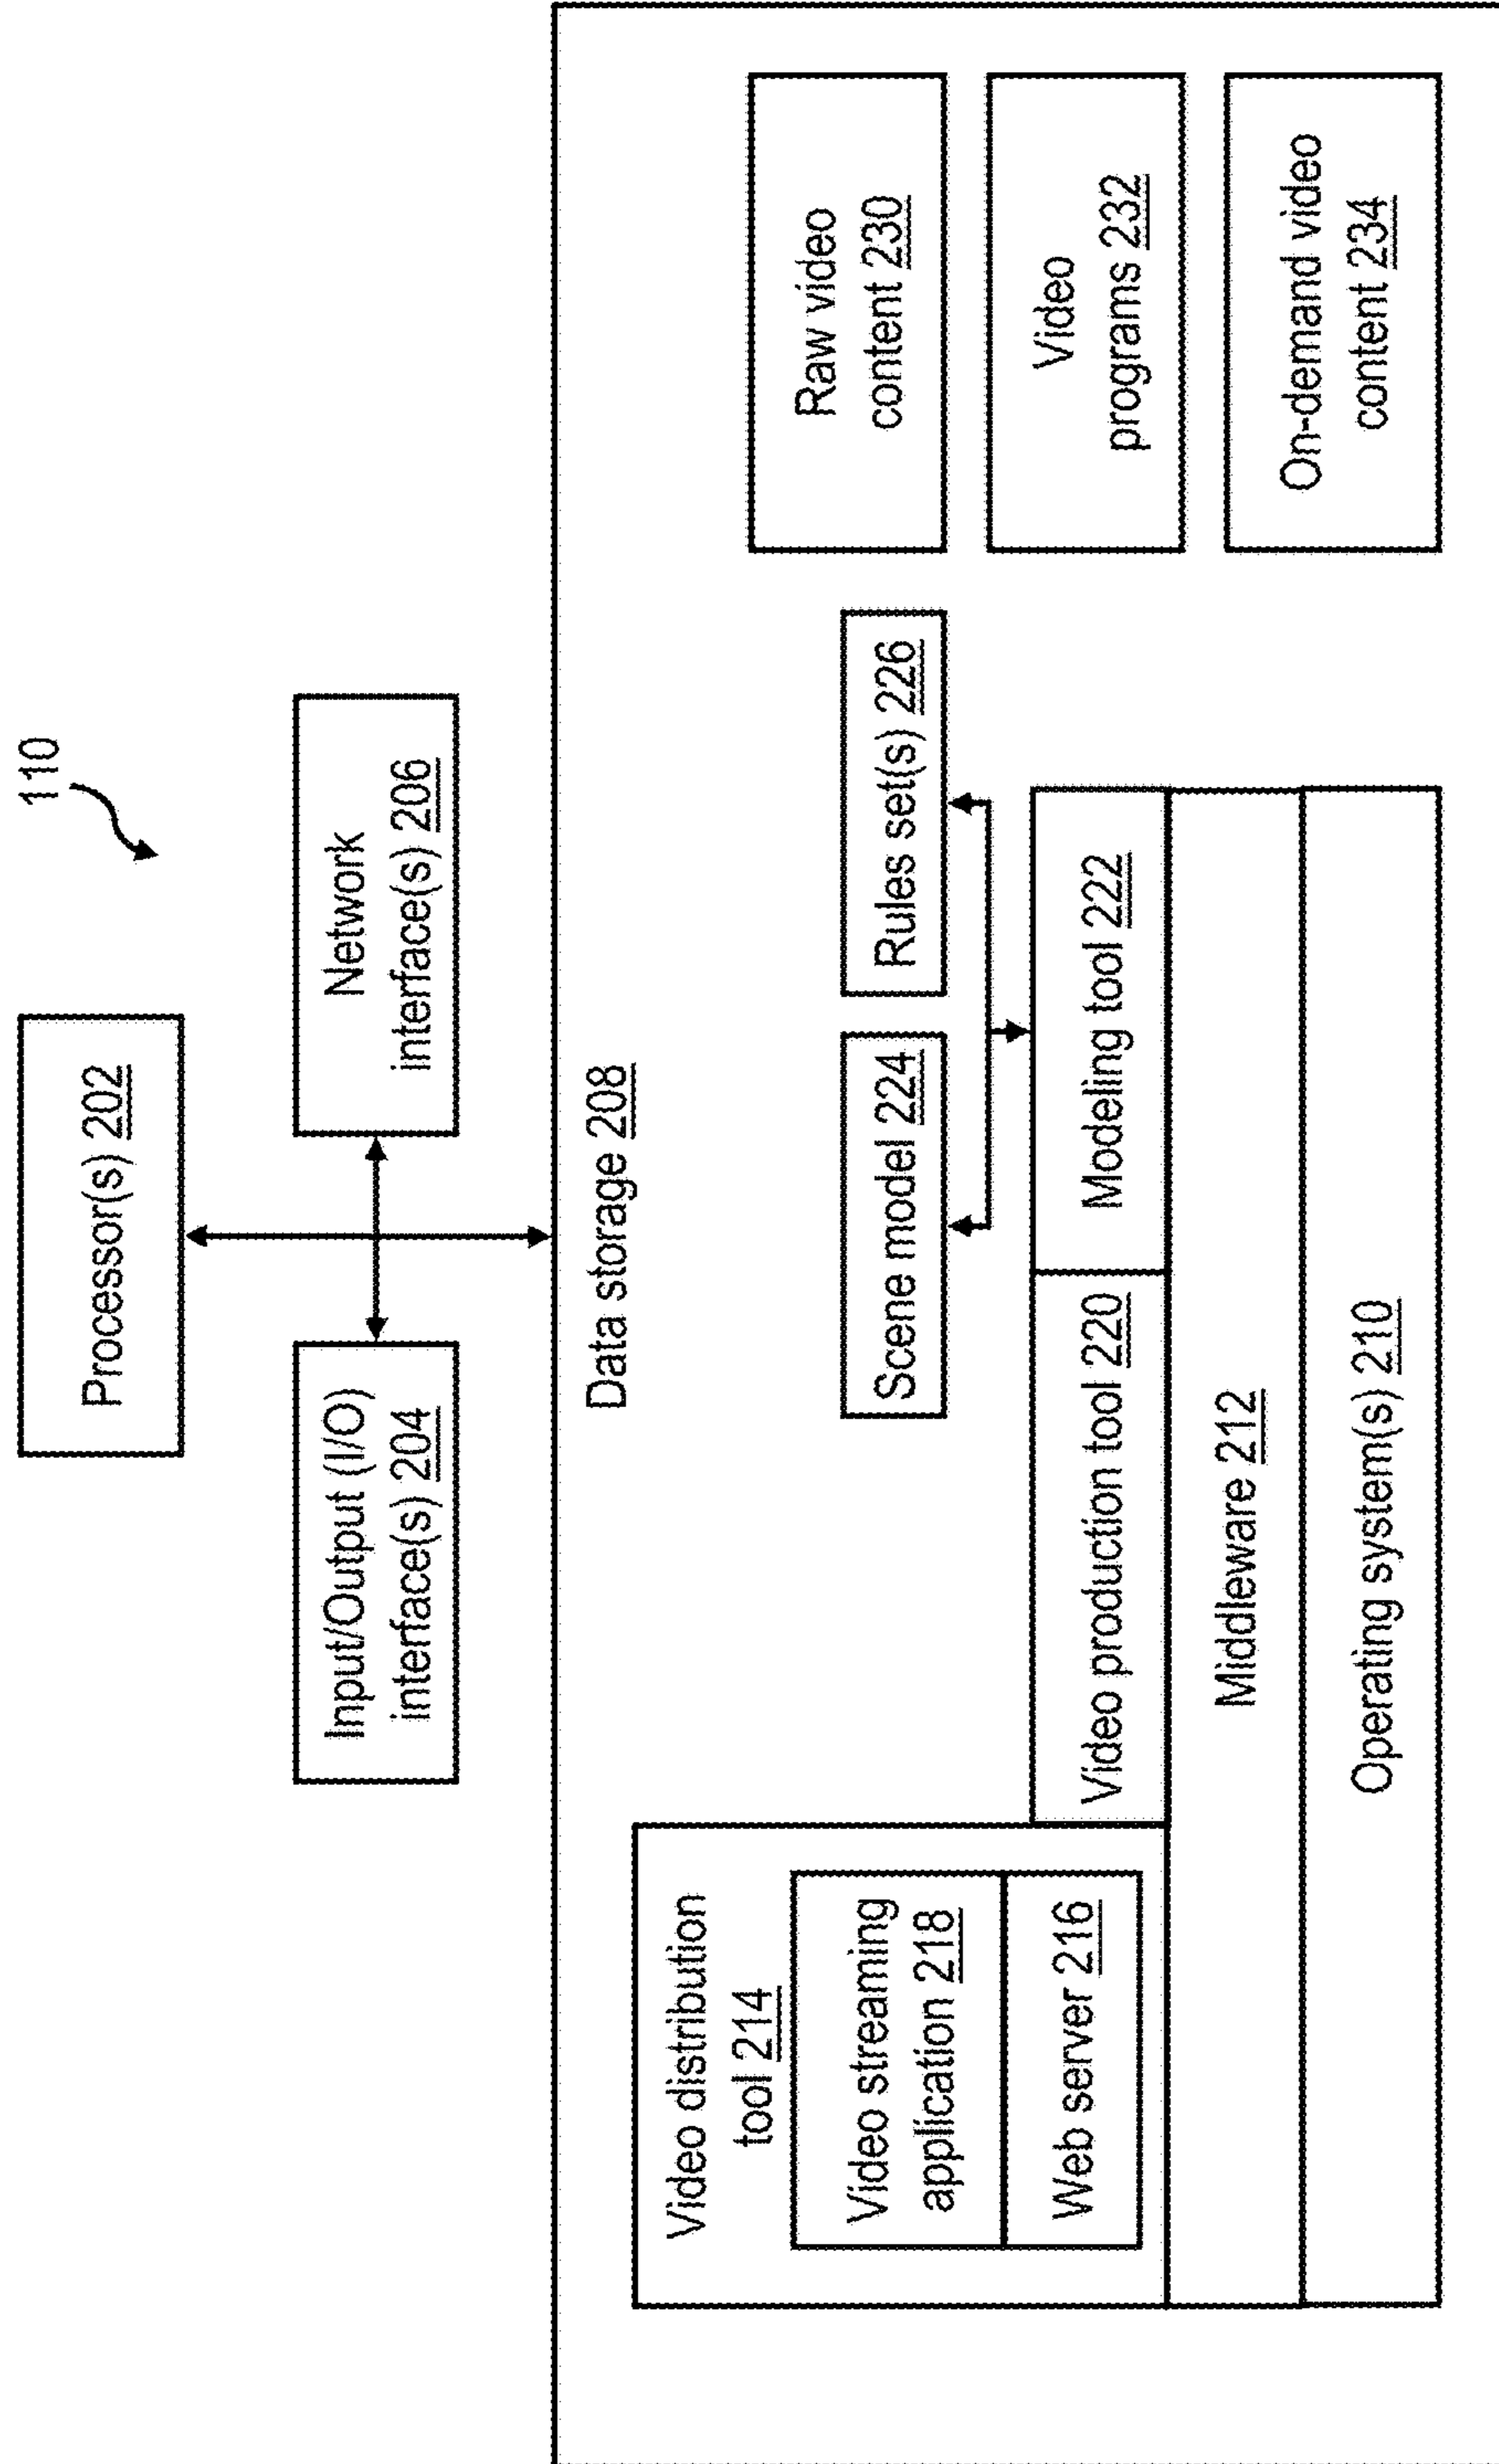 110
Processor(s) 202
Input/Output (I/O)
interface(s) 204
Network
interface(s) 206
Data storage 208
Video distribution
tool 214
Video streaming
application 218
Web server 216
Scene model 224
Rules set(s) 226
Video production tool 220
Modeling tool 222
Middleware 212
Operating system(s) 210
Raw video
content 230
Video
programs 232
On-demand video
content 234